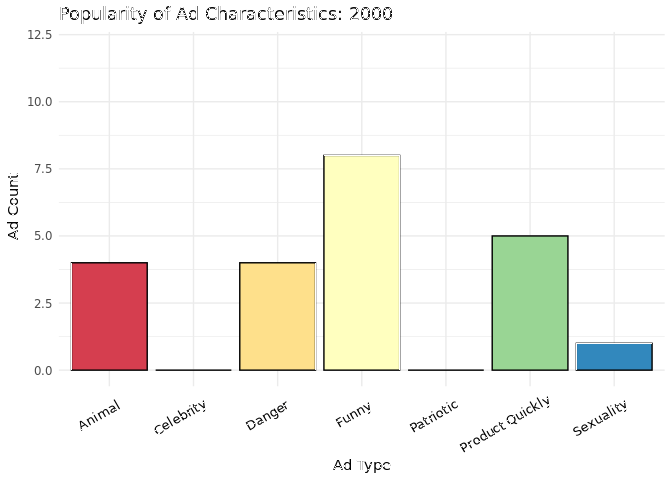 Popularity of Ad Characteristics: 2000
12.5
10.0
7.5
5.0
2.5
0.0
Ad Count
Animal
Celebrity
Danger
Funny
Patriotic
Product Quickly
Sexuality
Ad Type